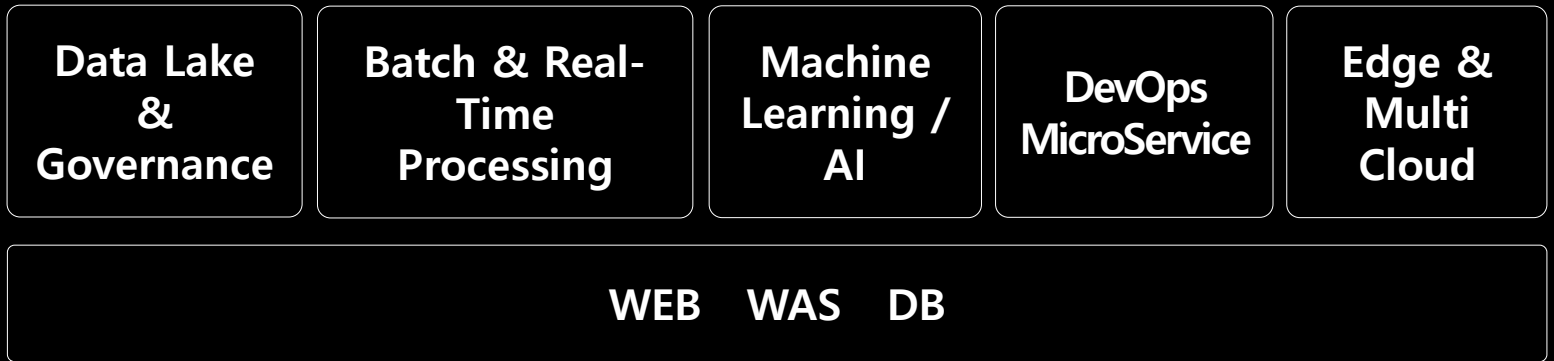 Data Lake
&
Governance
Batch & Real-
Time
Processing
Machine
Learning /
AI
DevOps
MicroService
Edge &
Multi
Cloud
WEB WAS DB